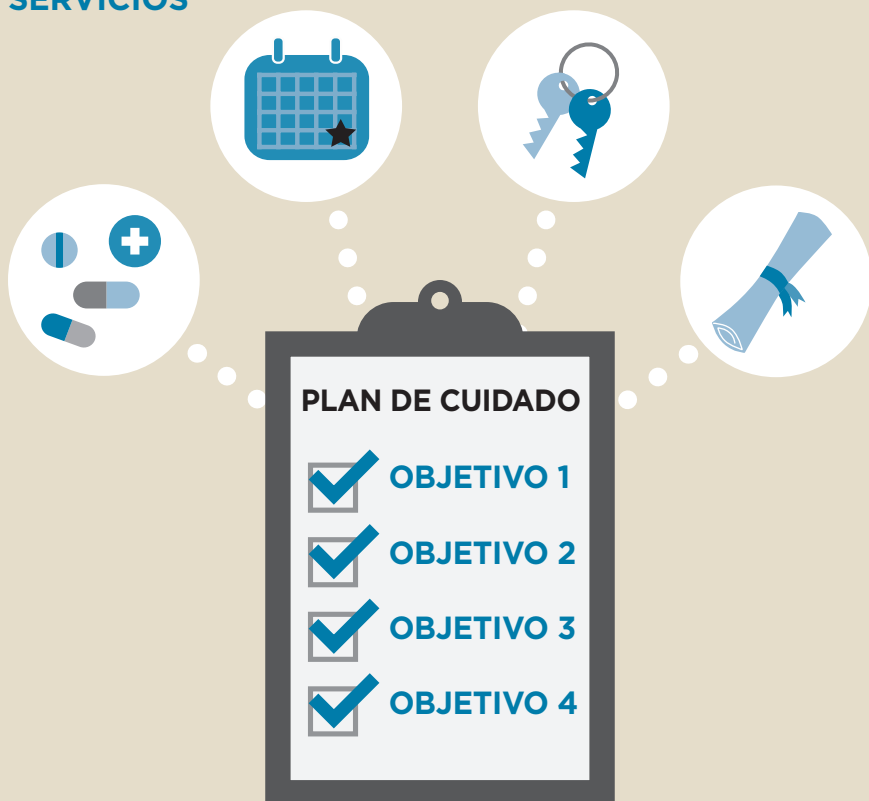 SERVICIOS
PLAN DE CUIDADO
OBJETIVO 1
OBJETIVO 2
OBJETIVO 3
OBJETIVO 4